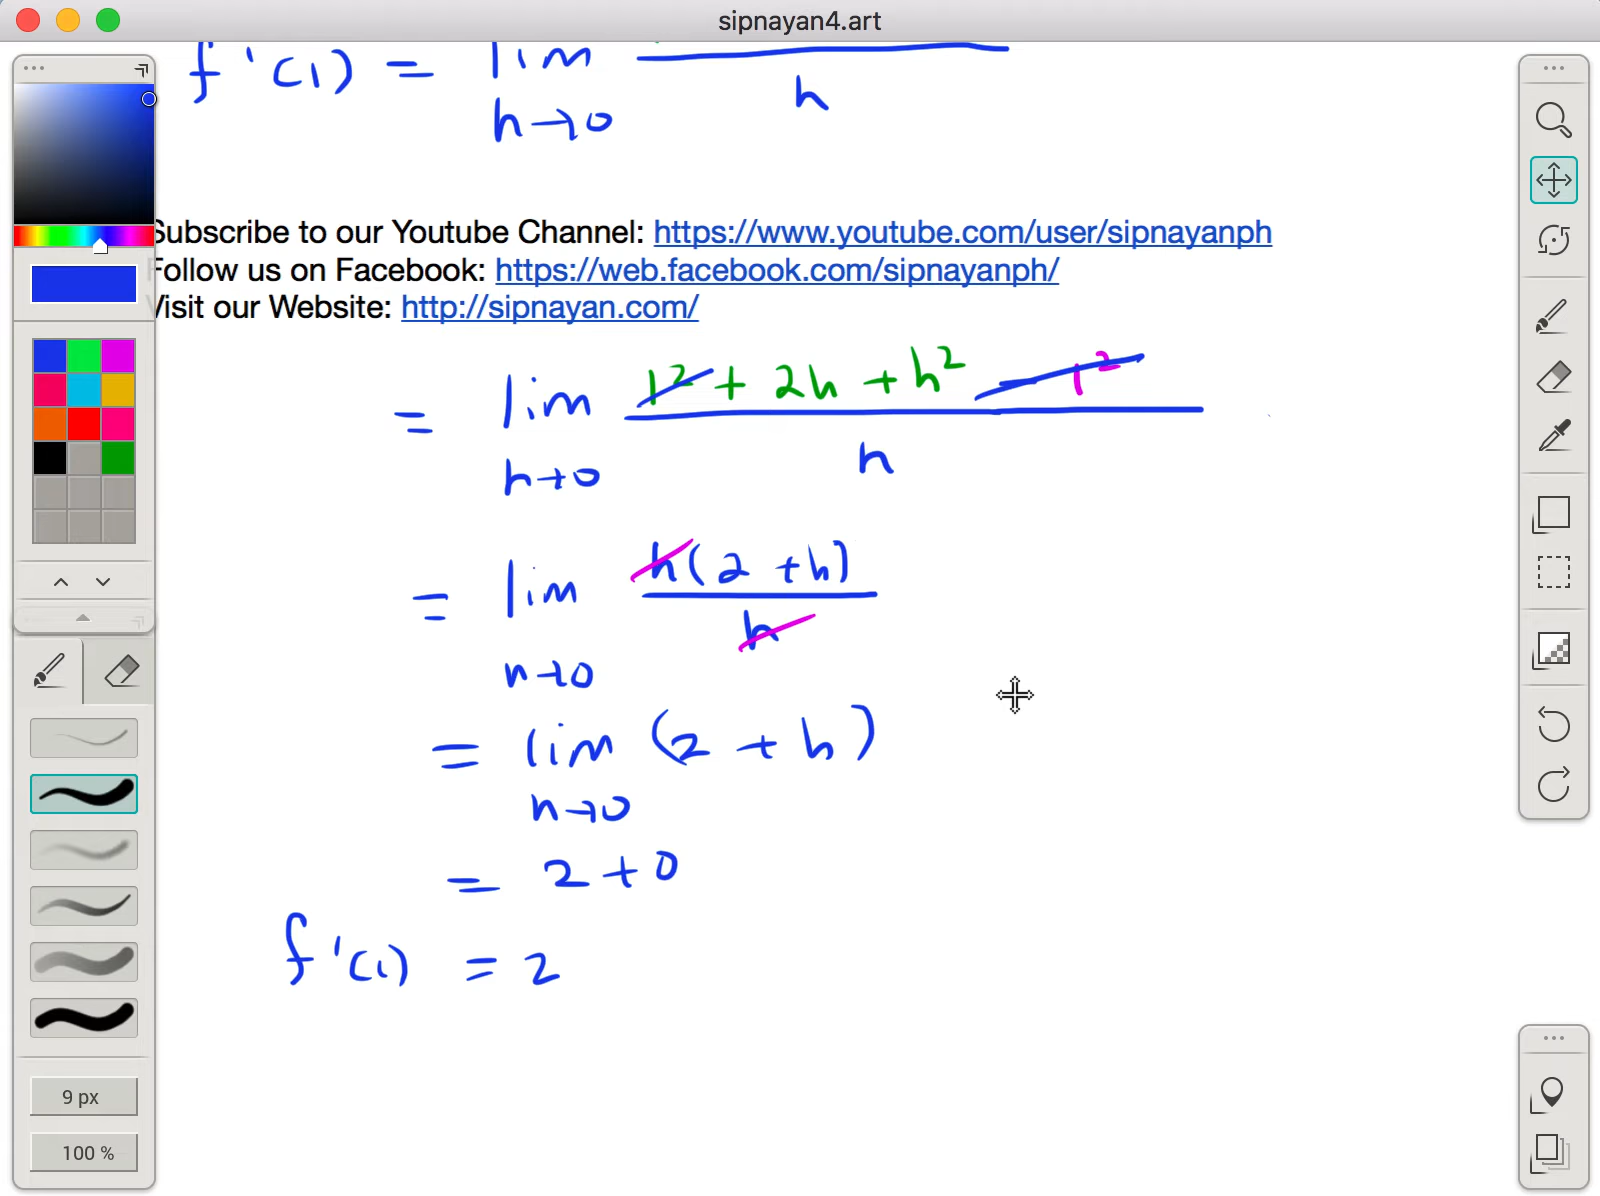 sipnayan4.art
f'(1) = lim
h
h→0
Subscribe to our Youtube Channel: https://www.youtube.com/user/sipnayanph
Follow us on Facebook: https://web.facebook.com/sipnayanph/
Visit our Website: http://sipnayan.com/
= lim 1² + 2h + h² - 1²
h→0 h
= lim h(2 + h)
h
h→0
= lim (2 + h)
h→0
= 2 + 0
f'(1) = 2
9 px
100 %